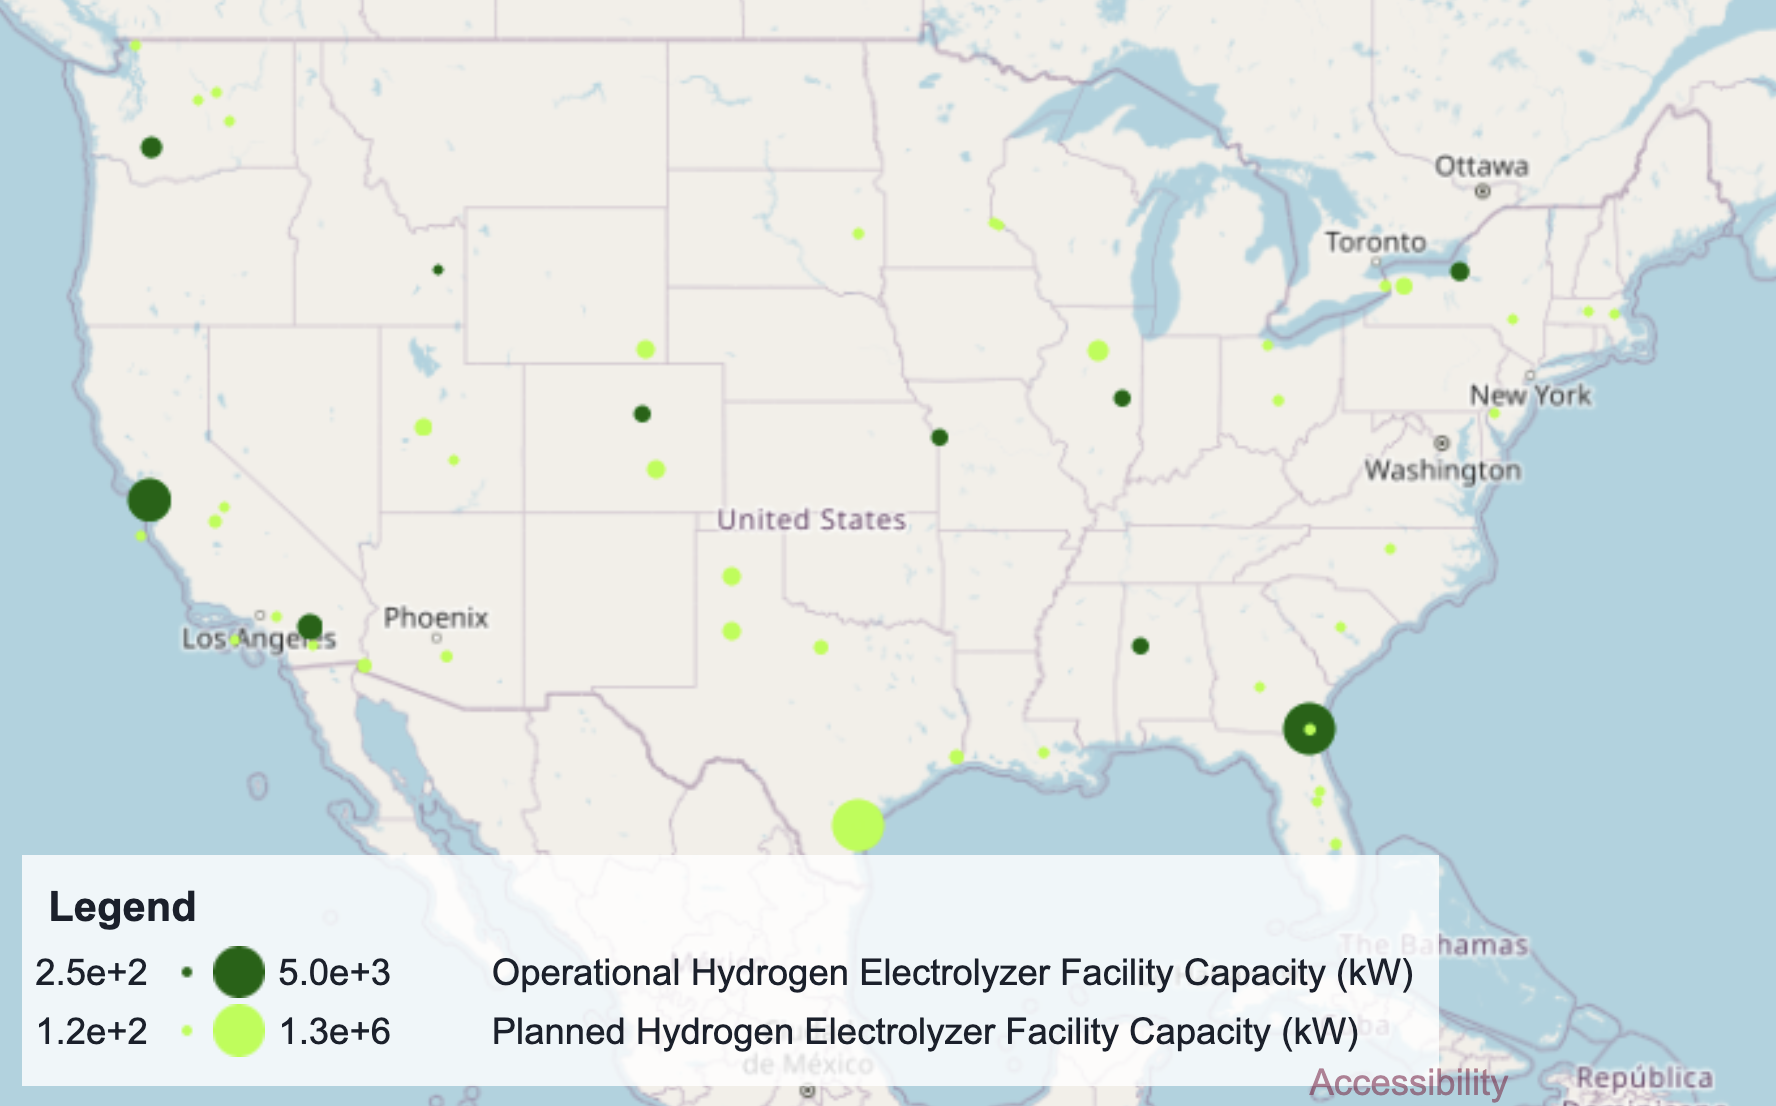 Ottawa
Toronto
New York
Washington
United States
Phoenix
Los Angeles
Legend
2.5e+2 5.0e+3 Operational Hydrogen Electrolyzer Facility Capacity (kW)
1.2e+2 1.3e+6 Planned Hydrogen Electrolyzer Facility Capacity (kW)
The Bahamas
México
de México
Accessibility
República